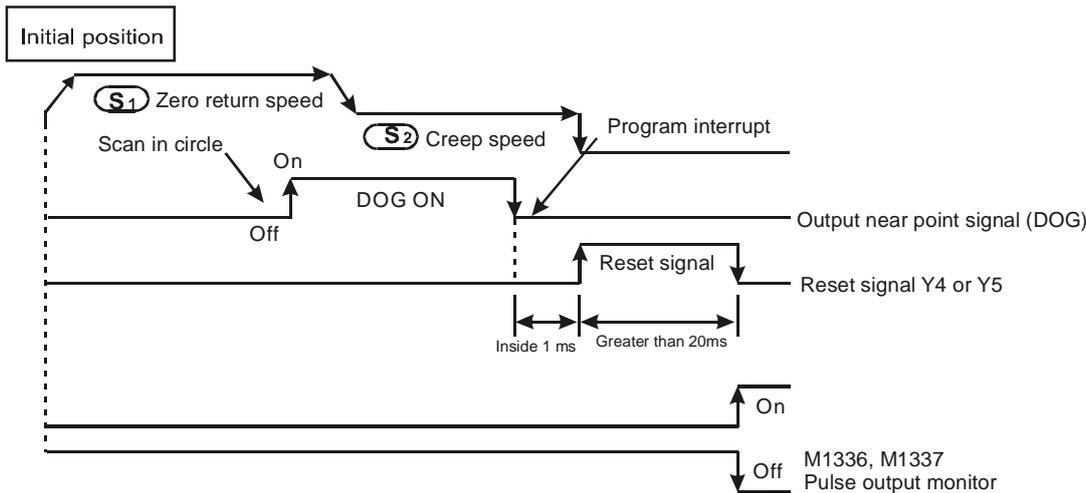 Initial position
S1 Zero return speed
S2 Creep speed
Program interrupt
Scan in circle
On
DOG ON
Off
Output near point signal (DOG)
Reset signal
Reset signal Y4 or Y5
Inside 1 ms
Greater than 20ms
On
Off
M1336, M1337
Pulse output monitor